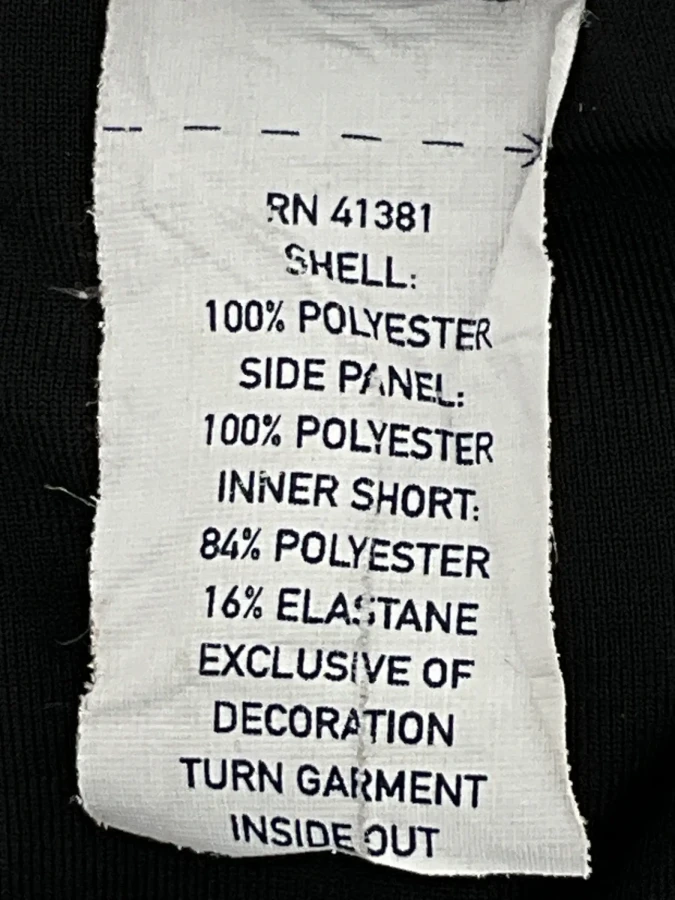 RN 41381
SHELL:
100% POLYESTER
SIDE PANEL:
100% POLYESTER
INNER SHORT:
84% POLYESTER
16% ELASTANE
EXCLUSIVE OF
DECORATION
TURN GARMENT
INSIDE OUT